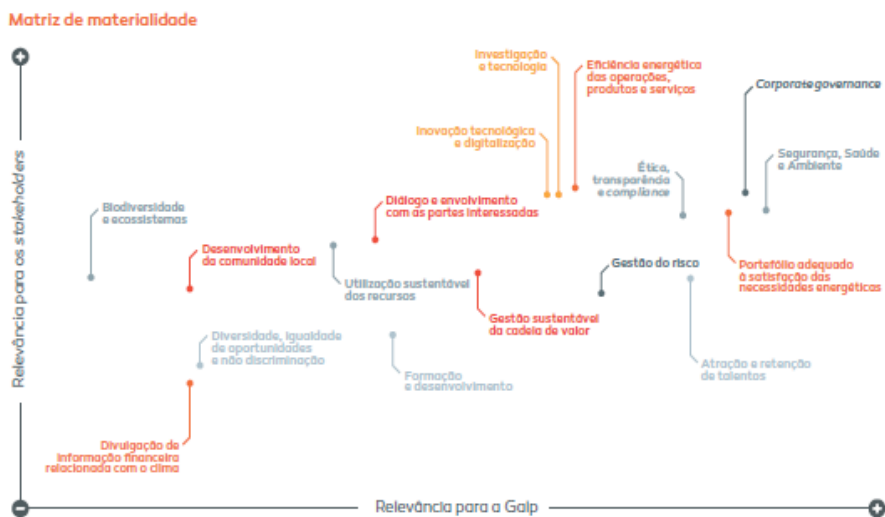 Matriz de materialidade
Relevância para os stakeholders
Investigação
e tecnologia
Eficiência energética
das operações,
produtos e serviços
Corporate governance
Inovação tecnológica
e digitalização
Ética,
transparência
e compliance
Segurança, Saúde
e Ambiente
Biodiversidade
e ecossistemas
Diálogo e envolvimento
com as partes interessadas
Desenvolvimento
da comunidade local
Utilização sustentável
dos recursos
Gestão do risco
Portefólio adequado
à satisfação das
necessidades energéticas
Gestão sustentável
da cadeia de valor
Diversidade, igualdade
de oportunidades
e não discriminação
Formação
e desenvolvimento
Atração e retenção
de talentos
Divulgação de
informação financeira
relacionada com o clima
Relevância para a Galp